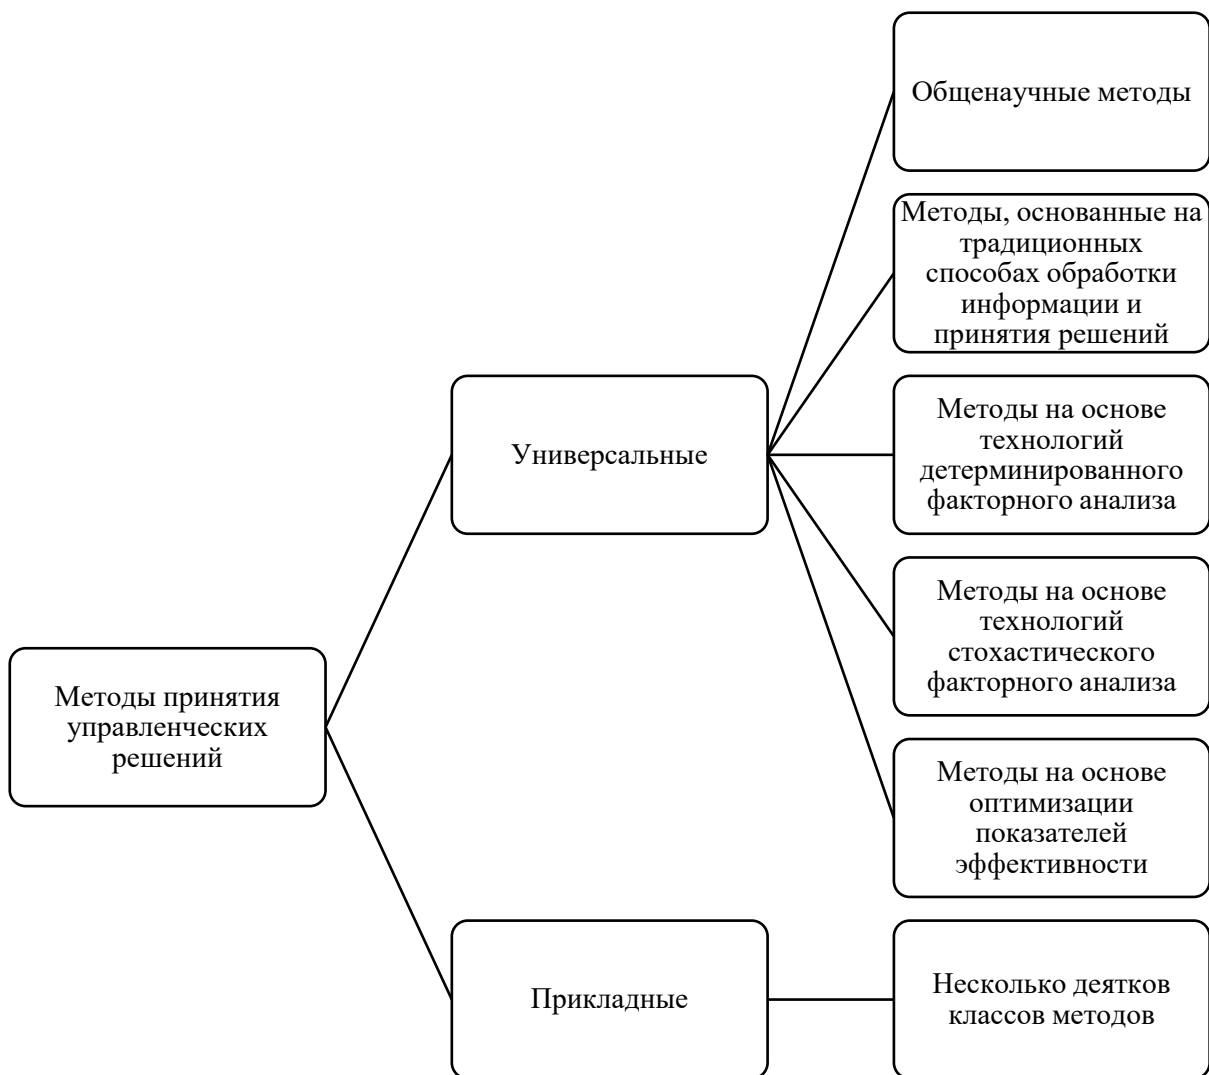 Общенаучные методы
Методы, основанные на
традиционных
способах обработки
информации и
принятия решений
Универсальные
Методы на основе
технологий
детерминированного
факторного анализа
Методы на основе
технологий
стохастического
факторного анализа
Методы принятия
управленческих
решений
Методы на основе
оптимизации
показателей
эффективности
Прикладные
Несколько деятков
классов методов